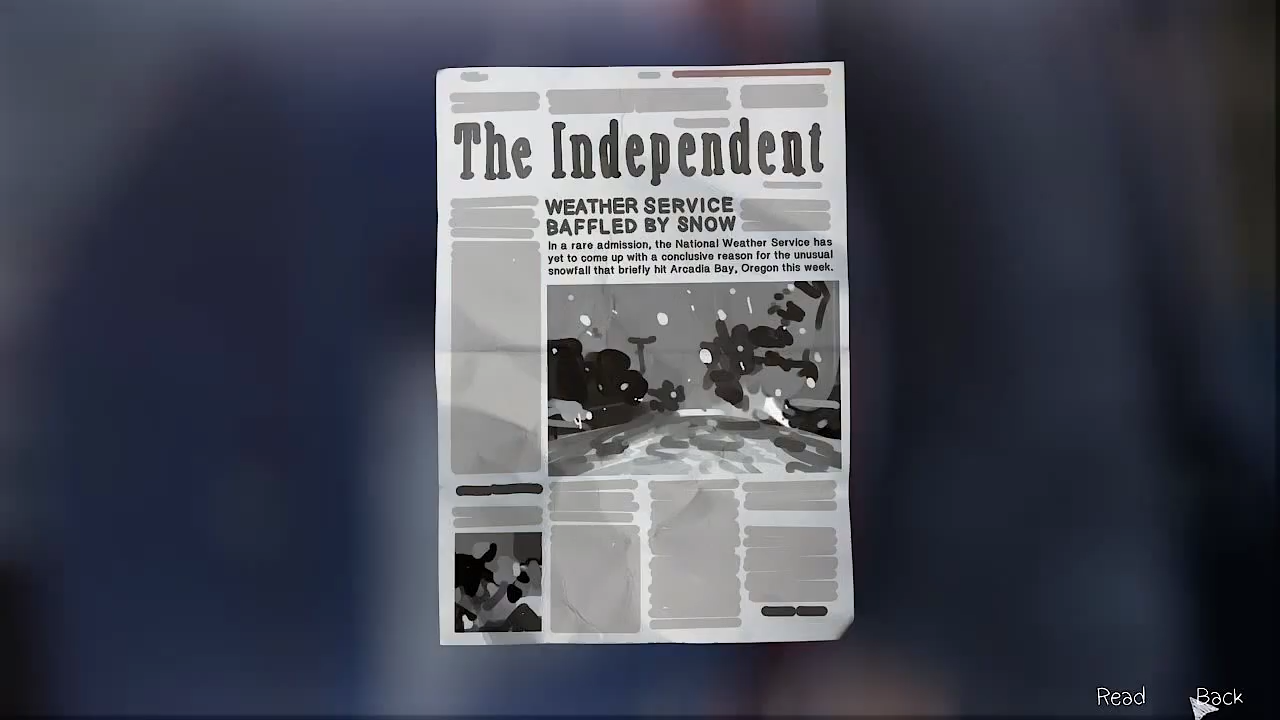 The Independent
WEATHER SERVICE
BAFFLED BY SNOW
In a rare admission, the National Weather Service has
yet to come up with a conclusive reason for the unusual
snowfall that briefly hit Arcadia Bay, Oregon this week.
Read Back